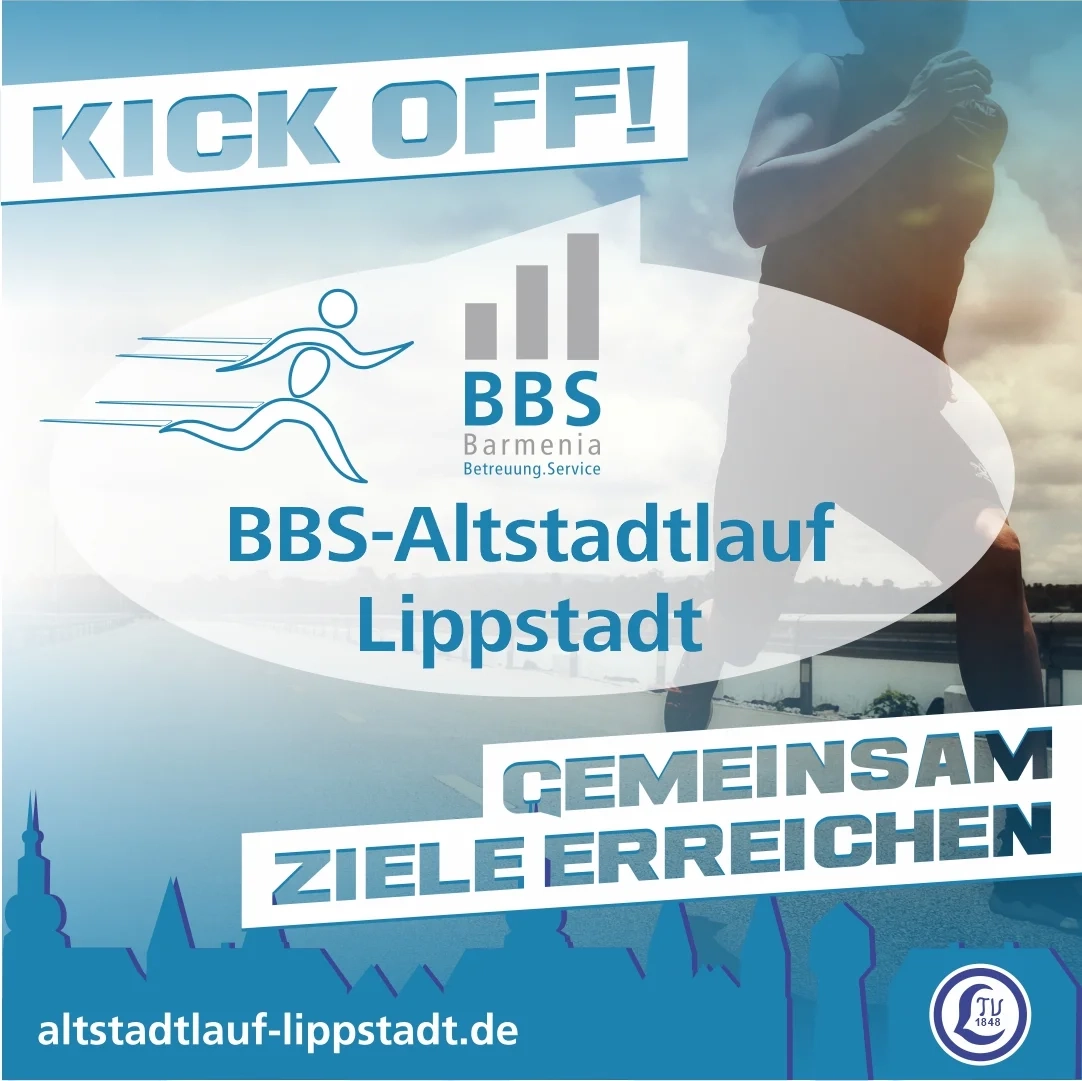 KICK OFF!
BBS
Barmenia
Betreuung.Service
BBS-Altstadtlauf
Lippstadt
GEMEINSAM
ZIELE ERREICHEN
altstadtlauf-lippstadt.de
L TV
1848